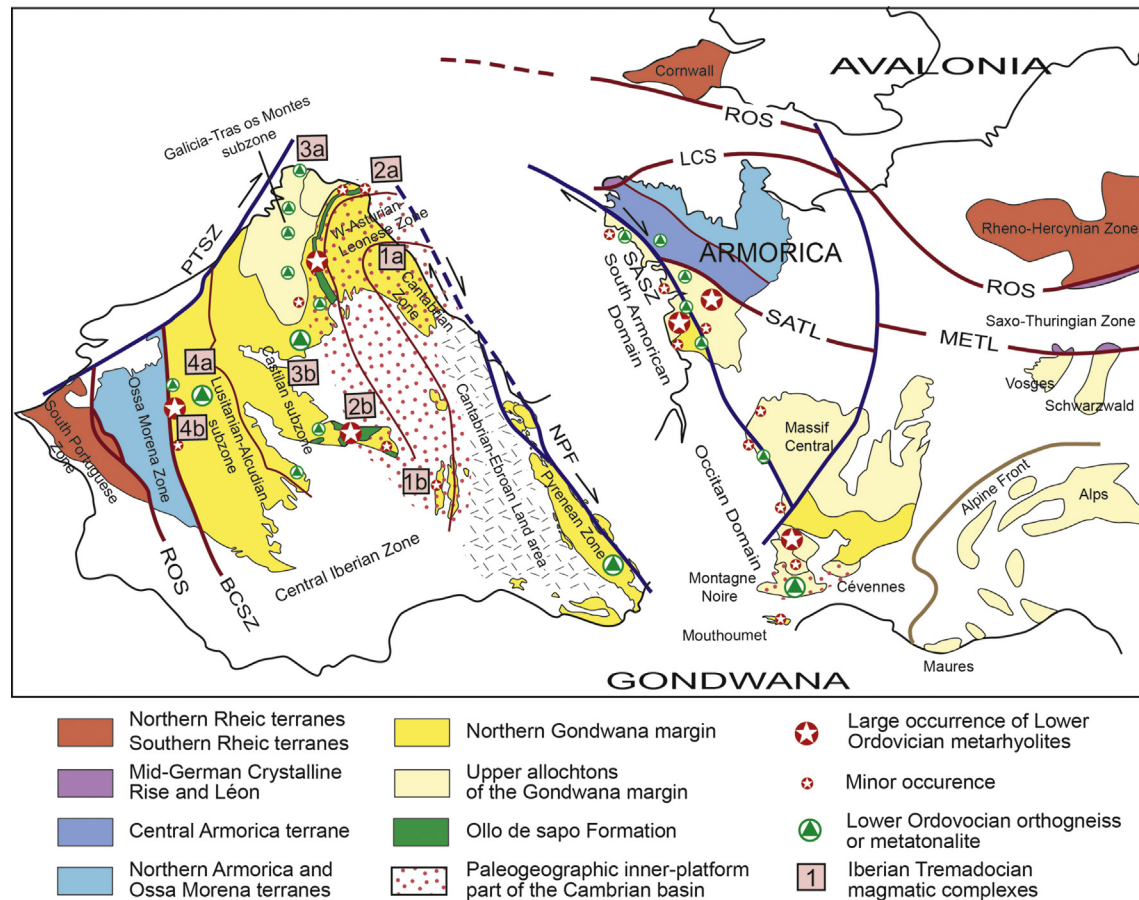 AVALONIA
Cornwall
ROS
Galicia-Tras os Montes
subzone
3a
2a
LCS
PTSZ
W-Asturian
Leonese Zone
1a
Cantabrian
Zone
Rheno-Hercynian Zone
ARMORICA
SASZ
South Armorican
Domain
ROS
SATL
Saxo-Thuringian Zone
METL
Vosges
Schwarzwald
4a
3b
Castilan subzone
Lusitanian-Alcudian
subzone
2b
4b
Ossa Morena Zone
South Portuguese
Zone
1b
Cantabrian-Ebroan Land area
NPF
Pyrenean Zone
Massif
Central
Occitan Domain
Alpine Front
Alps
ROS
BCSZ
Central Iberian Zone
Montagne
Noire
Cévennes
Mouthoumet
Maures
GONDWANA
Northern Rheic terranes
Southern Rheic terranes
Mid-German Crystalline
Rise and Léon
Central Armorica terrane
Northern Armorica and
Ossa Morena terranes
Northern Gondwana margin
Upper allochtons
of the Gondwana margin
Ollo de sapo Formation
Paleogeographic inner-platform
part of the Cambrian basin
Large occurrence of Lower
Ordovician metarhyolites
Minor occurence
Lower Ordovocian orthogneiss
or metatonalite
1
Iberian Tremadocian
magmatic complexes